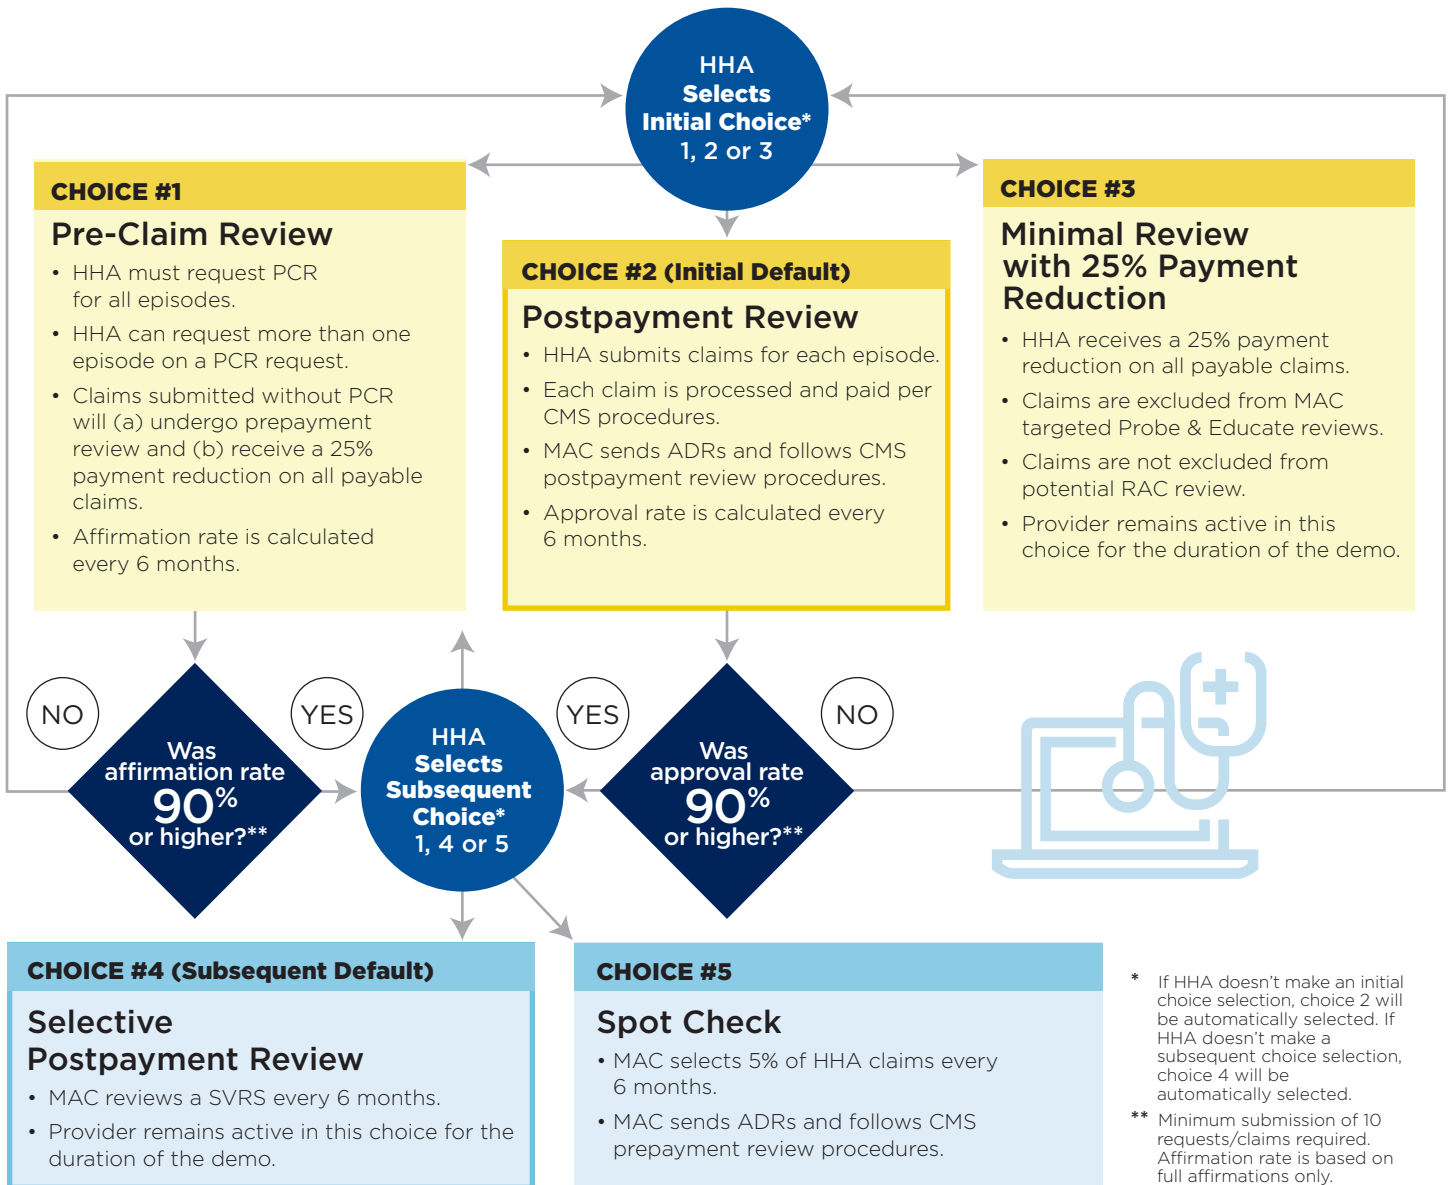 HHA
Selects
Initial Choice*
1, 2 or 3
CHOICE #1
Pre-Claim Review
• HHA must request PCR
for all episodes.
• HHA can request more than one
episode on a PCR request.
• Claims submitted without PCR
will (a) undergo prepayment
review and (b) receive a 25%
payment reduction on all payable
claims.
• Affirmation rate is calculated
every 6 months.
CHOICE #2 (Initial Default)
Postpayment Review
• HHA submits claims for each episode.
• Each claim is processed and paid per
CMS procedures.
• MAC sends ADRs and follows CMS
postpayment review procedures.
• Approval rate is calculated every
6 months.
CHOICE #3
Minimal Review
with 25% Payment
Reduction
• HHA receives a 25% payment
reduction on all payable claims.
• Claims are excluded from MAC
targeted Probe & Educate reviews.
• Claims are not excluded from
potential RAC review.
• Provider remains active in this
choice for the duration of the demo.
NO
Was
affirmation rate
90%
or higher?**
YES
HHA
Selects
Subsequent
Choice*
1, 4 or 5
YES
Was
approval rate
90%
or higher?**
NO
CHOICE #4 (Subsequent Default)
Selective
Postpayment Review
• MAC reviews a SVRS every 6 months.
• Provider remains active in this choice for the
duration of the demo.
CHOICE #5
Spot Check
• MAC selects 5% of HHA claims every
6 months.
• MAC sends ADRs and follows CMS
prepayment review procedures.
* If HHA doesn't make an initial
choice selection, choice 2 will
be automatically selected. If
HHA doesn't make a
subsequent choice selection,
choice 4 will be
automatically selected.
** Minimum submission of 10
requests/claims required.
Affirmation rate is based on
full affirmations only.